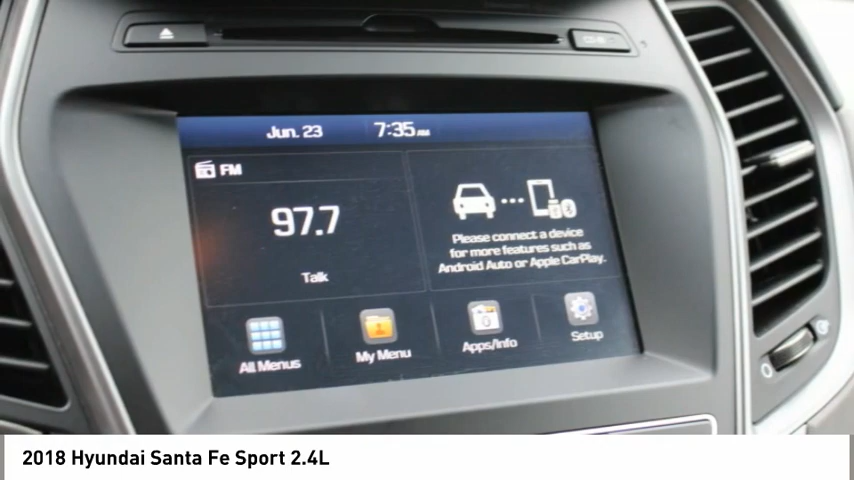 Jun. 23 7:35 AM
FM
97.7
Talk
Please connect a device
for more features such as
Android Auto or Apple CarPlay.
All Menus
My Menu
Apps/Info
Setup
2018 Hyundai Santa Fe Sport 2.4L